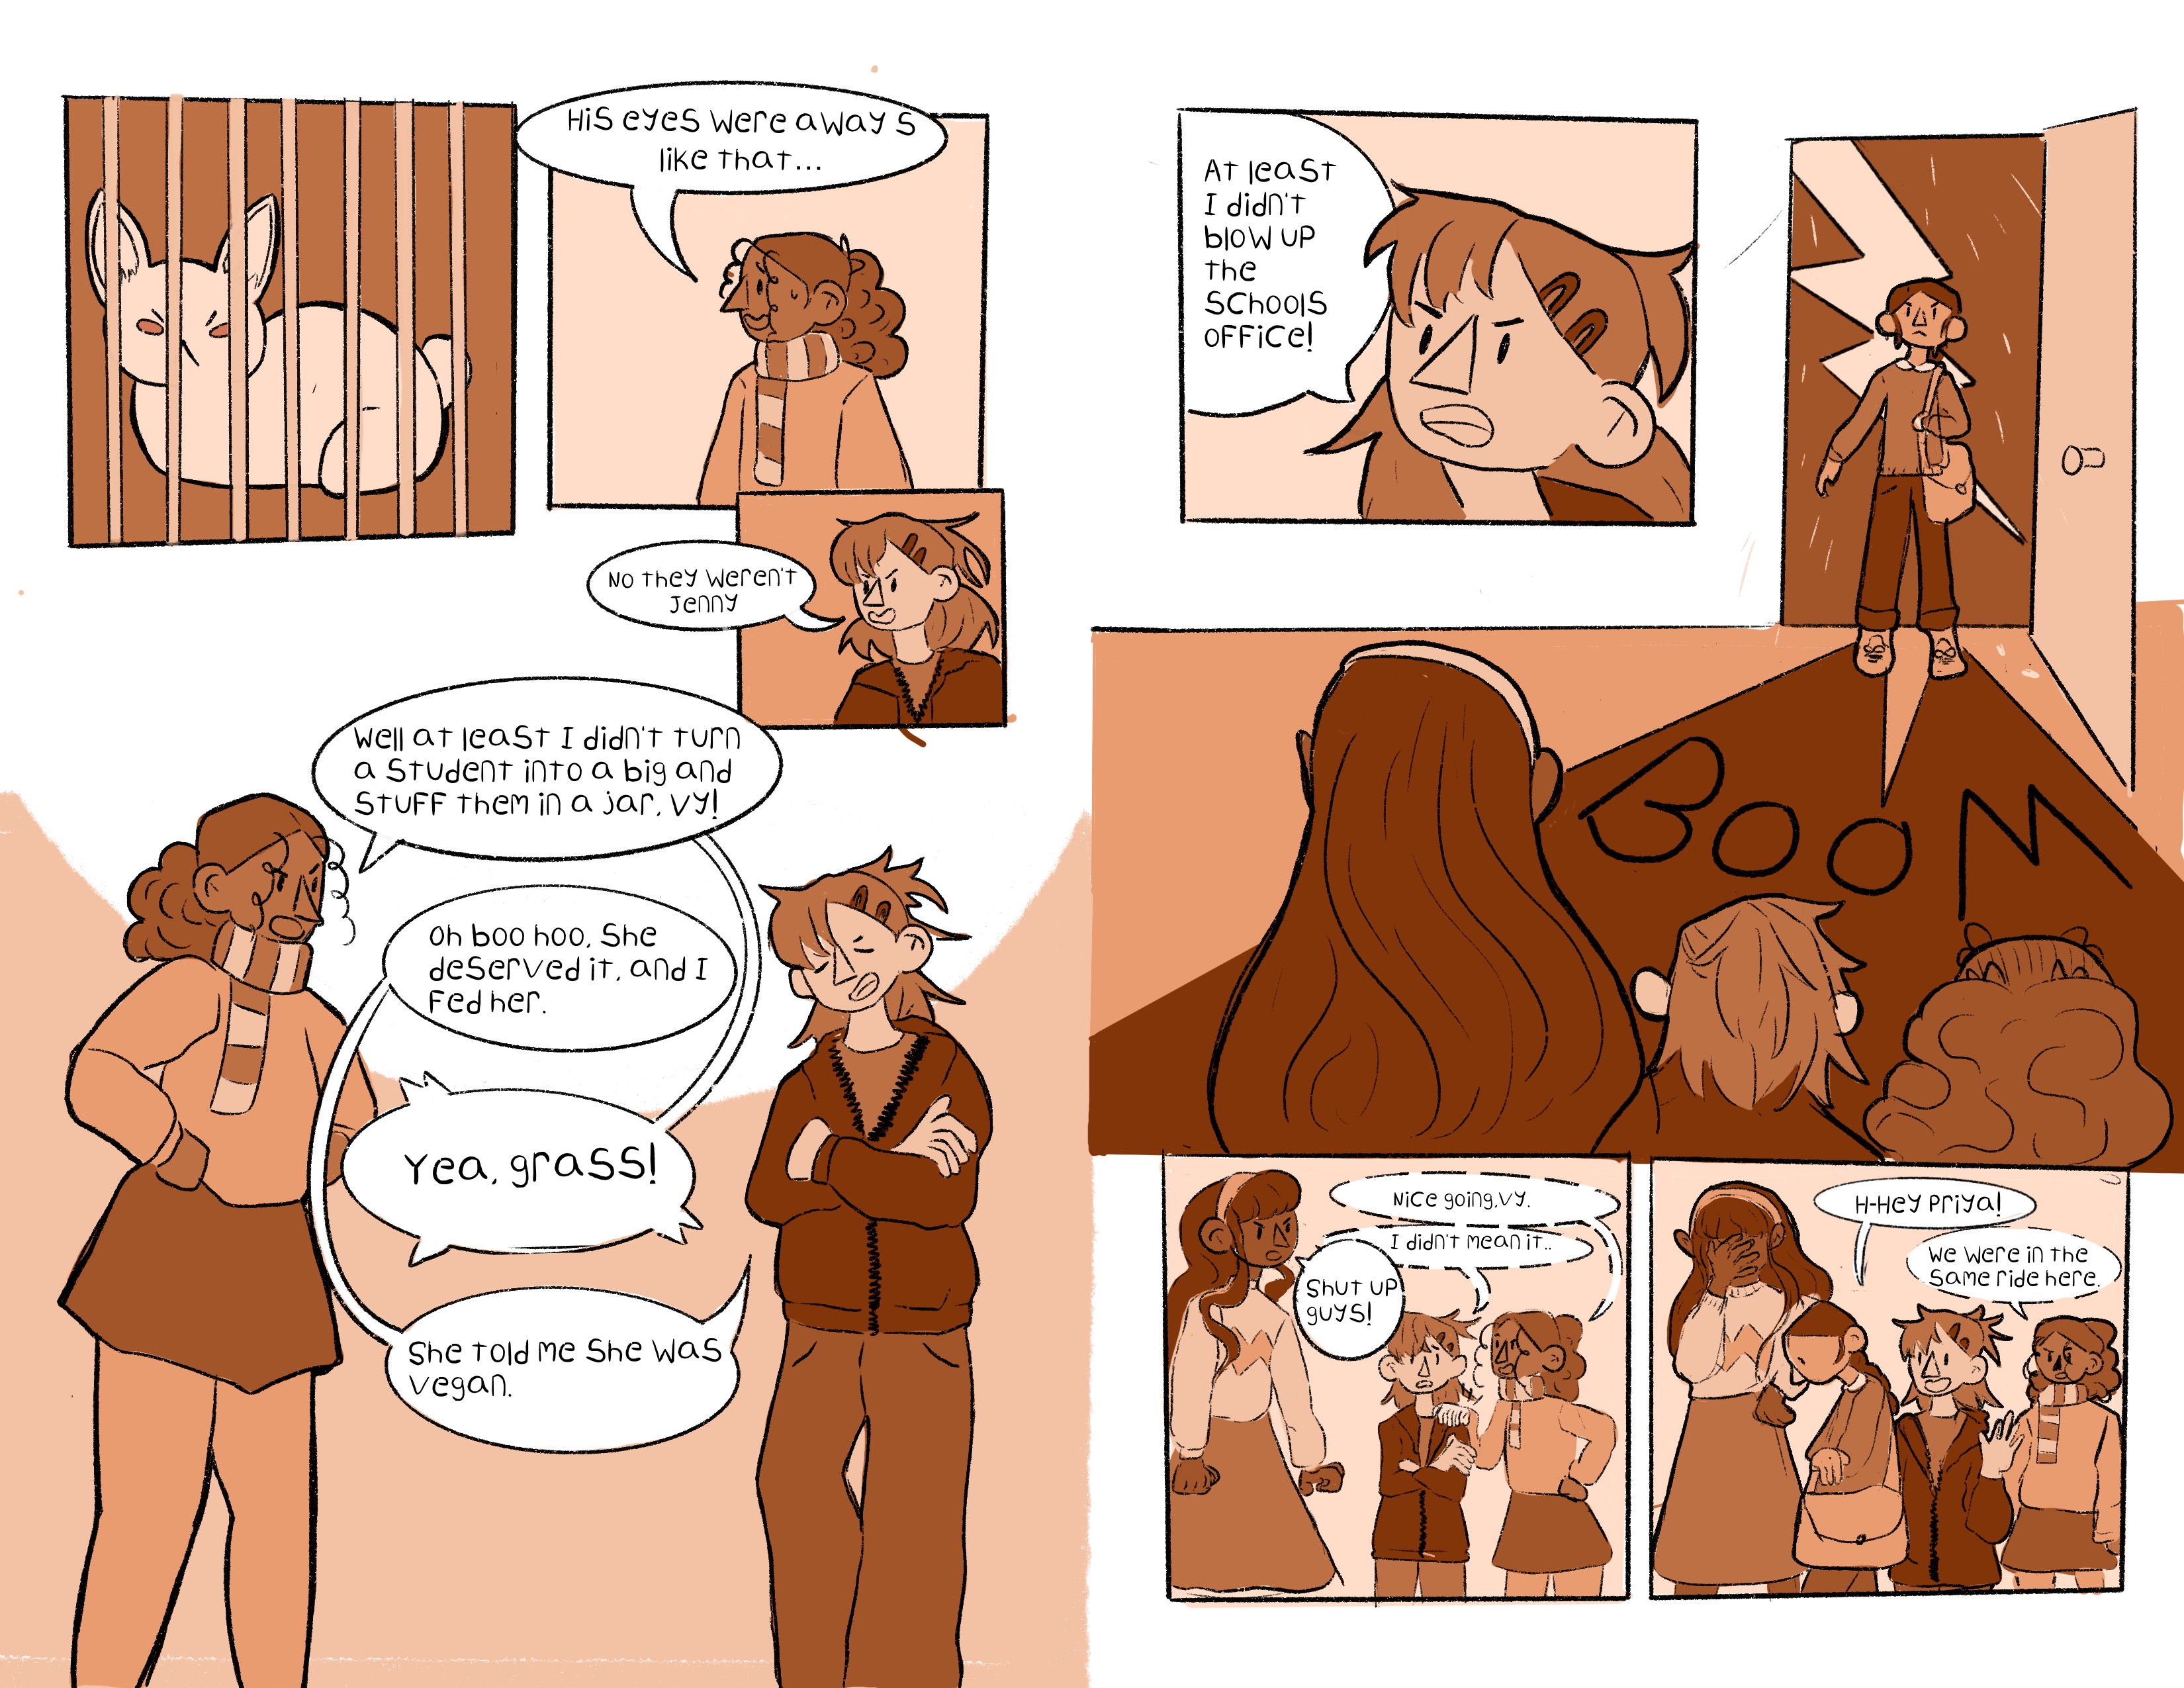 His eyes were aways
like that...
No they weren't
Jenny
Well at least I didn't turn
a student into a big and
stuff them in a jar, Vy!
Oh boo hoo, She
deserved it, and I
fed her.
Yea, grass!
She told me she was
vegan.
At least
I didn't
blow up
the
schools
office!
BOOM
Nice going,Vy.
I didn't mean it..
Shut up
guys!
H-Hey Priya!
We were in the
same ride here.